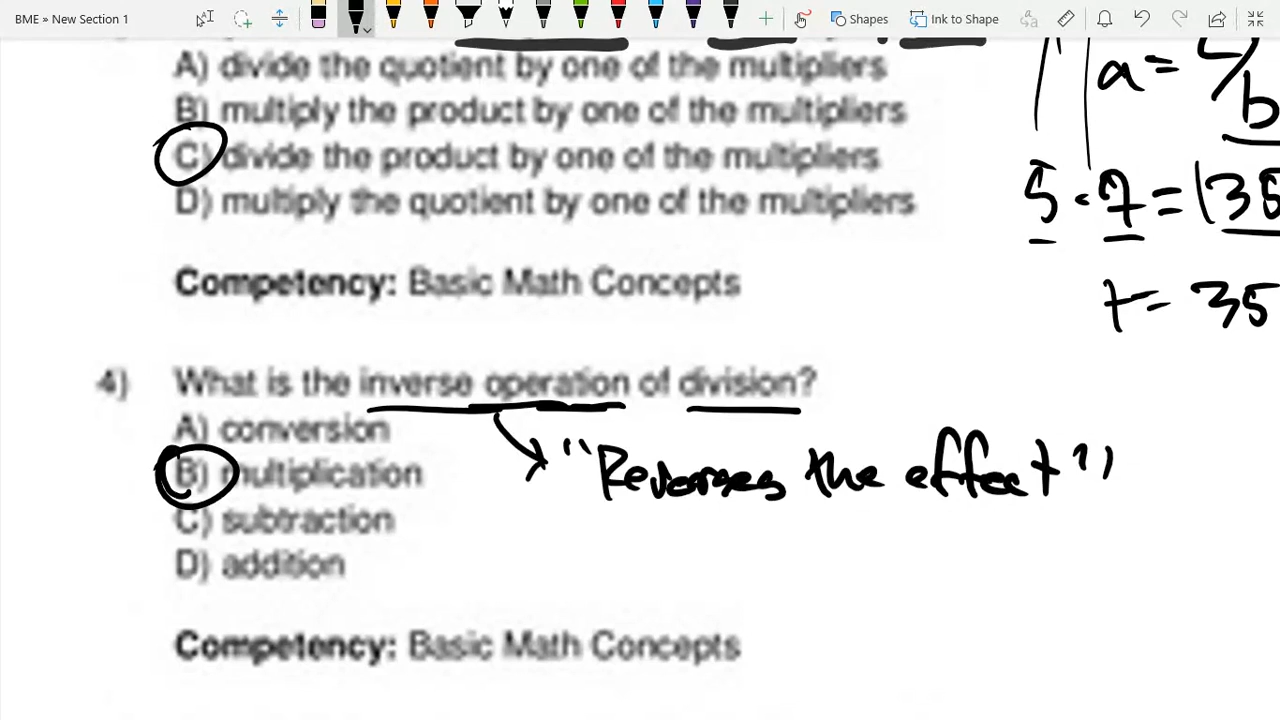 BME » New Section 1
Shapes
Ink to Shape
A) divide the quotient by one of the multipliers
B) multiply the product by one of the multipliers
C) divide the product by one of the multipliers
D) multiply the quotient by one of the multipliers
a =
b
5 · 7 = 35
7 = 35
Competency: Basic Math Concepts
4) What is the inverse operation of division?
A) conversion
B) multiplication
"Reverses the effect"
C) subtraction
D) addition
Competency: Basic Math Concepts